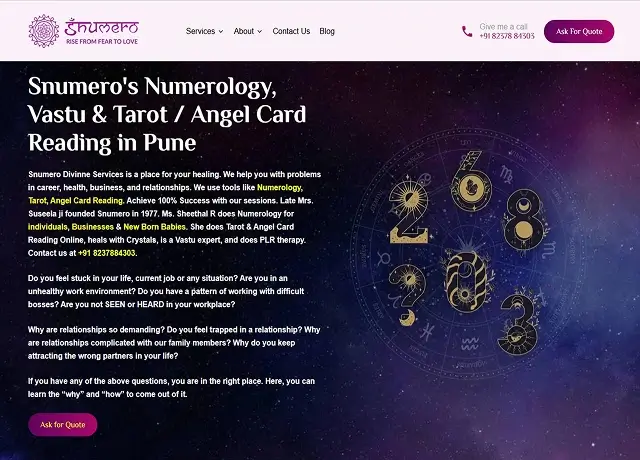 Snumero
RISE FROM FEAR TO LOVE
Services
About
Contact Us
Blog
Give me a call
+91 82378 84303
Ask For Quote
Snumero's Numerology,
Vastu & Tarot / Angel Card
Reading in Pune
Snumero Divinne Services is a place for your healing. We help you with problems
in career, health, business, and relationships. We use tools like Numerology,
Tarot, Angel Card Reading. Achieve 100% Success with our sessions. Late Mrs.
Suseela ji founded Snumero in 1977. Ms. Sheethal R does Numerology for
individuals, Businesses & New Born Babies. She does Tarot & Angel Card
Reading Online, heals with Crystals, is a Vastu expert, and does PLR therapy.
Contact us at +91 8237884303.
Do you feel stuck in your life, current job or any situation? Are you in an
unhealthy work environment? Do you have a pattern of working with difficult
bosses? Are you not SEEN or HEARD in your workplace?
Why are relationships so demanding? Do you feel trapped in a relationship? Why
are relationships complicated with our family members? Why do you keep
attracting the wrong partners in your life?
If you have any of the above questions, you are in the right place. Here, you can
learn the “why” and “how” to come out of it.
Ask for Quote
6
2
8
0
3